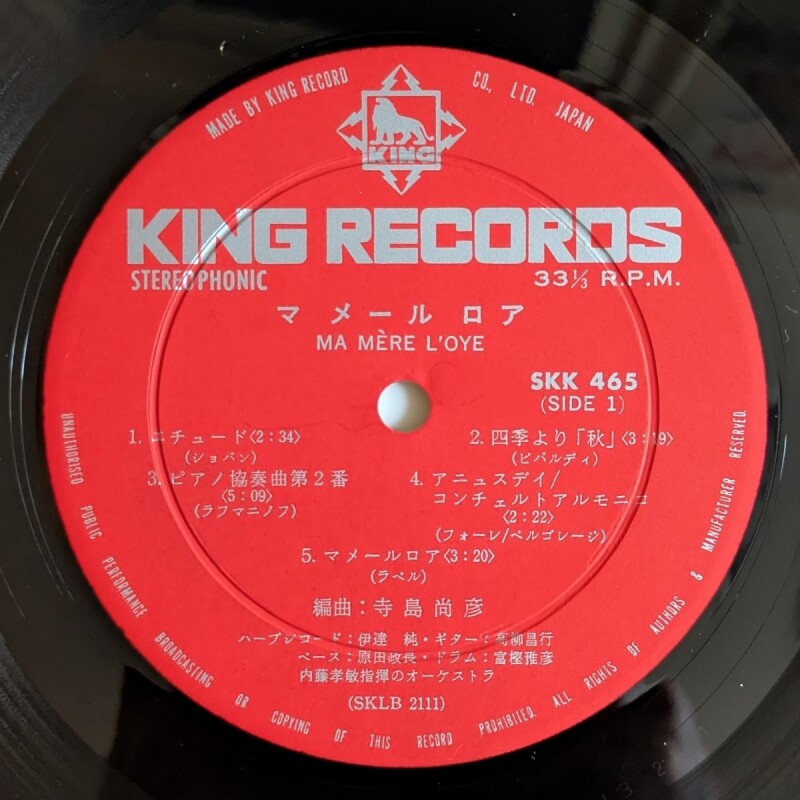 MADE BY KING RECORD CO., LTD. JAPAN
KING
KING RECORDS
STEREOPHONIC 33⅓ R.P.M.
マ メール ロア
MA MÈRE L'OYE
SKK 465
(SIDE 1)
1. エチュード〈2:34〉
(ショパン)
2. 四季より「秋」〈3:19〉
(ビバルディ)
3. ピアノ協奏曲第2番
〈5:09〉
(ラフマニノフ)
4. アニュスデイ/
コンチェルトアルモニコ
〈2:22〉
(フォーレ/ペルゴレージ)
5. マメールロア〈3:20〉
(ラベル)
編曲:寺島尚彦
ハープシコード:伊達 純・ギター:高柳昌行
ベース:原田政長・ドラム:富樫雅彦
内藤孝敏指揮のオーケストラ
(SKLB 2111)
UNAUTHORISED PUBLIC PERFORMANCE BROADCASTING OR COPYING OF THIS RECORD PROHIBITED. ALL RIGHTS OF AUTHORS & MANUFACTURER RESERVED.